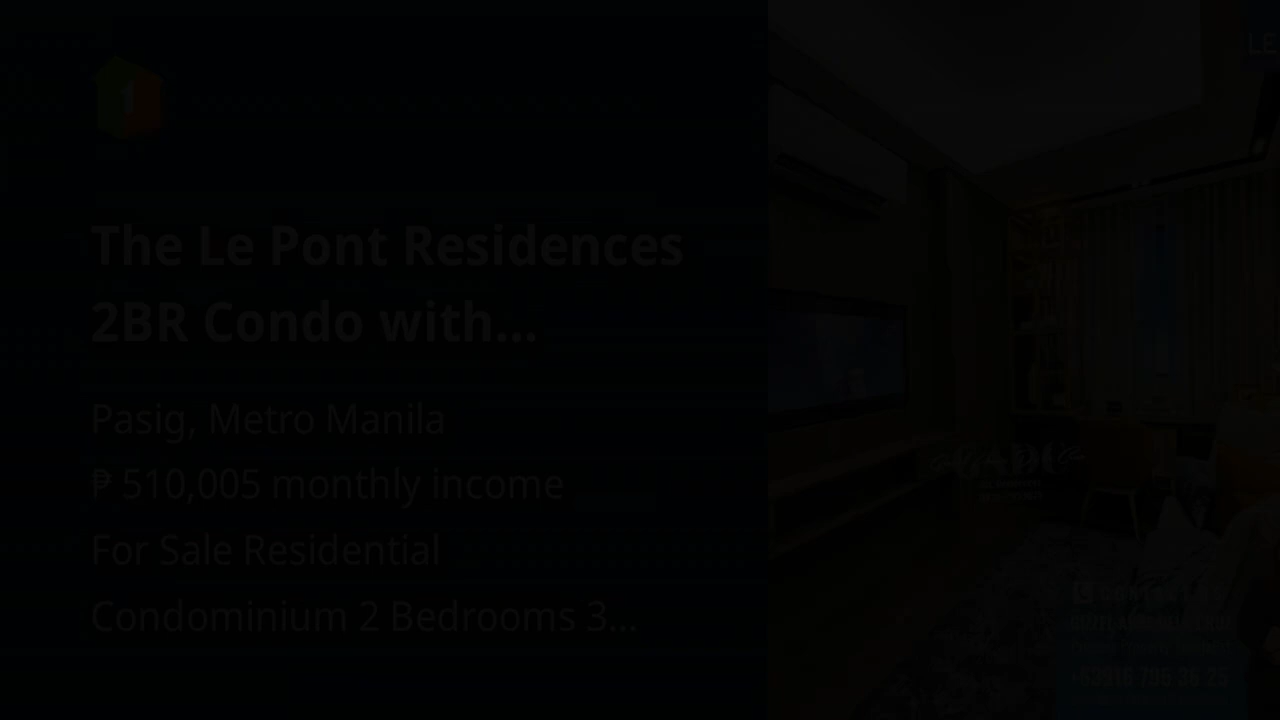 The Le Pont Residences
2BR Condo with...
Pasig, Metro Manila
₱ 510,005 monthly income
For Sale Residential
Condominium 2 Bedrooms 3...
LE